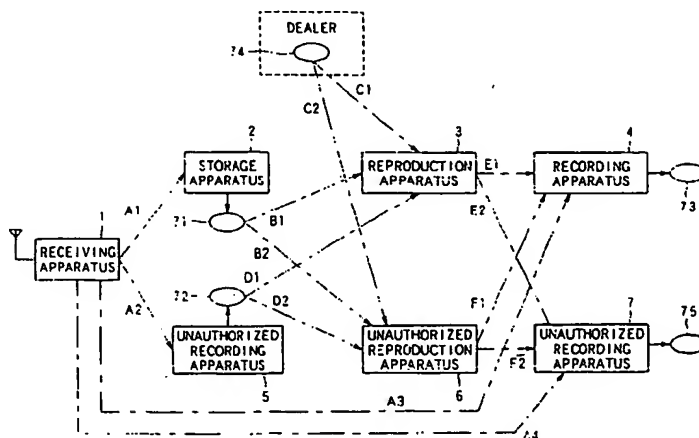 DEALER
74
C1
C2
2
3
4
STORAGE
APPARATUS
REPRODUCTION
APPARATUS
E1
RECORDING
APPARATUS
A1
71
B1
E2
73
RECEIVING
APPARATUS
B2
D1
72
D2
F1
7
75
A2
UNAUTHORIZED
RECORDING
APPARATUS
UNAUTHORIZED
REPRODUCTION
APPARATUS
F2
UNAUTHORIZED
RECORDING
APPARATUS
5
A3
6
A4